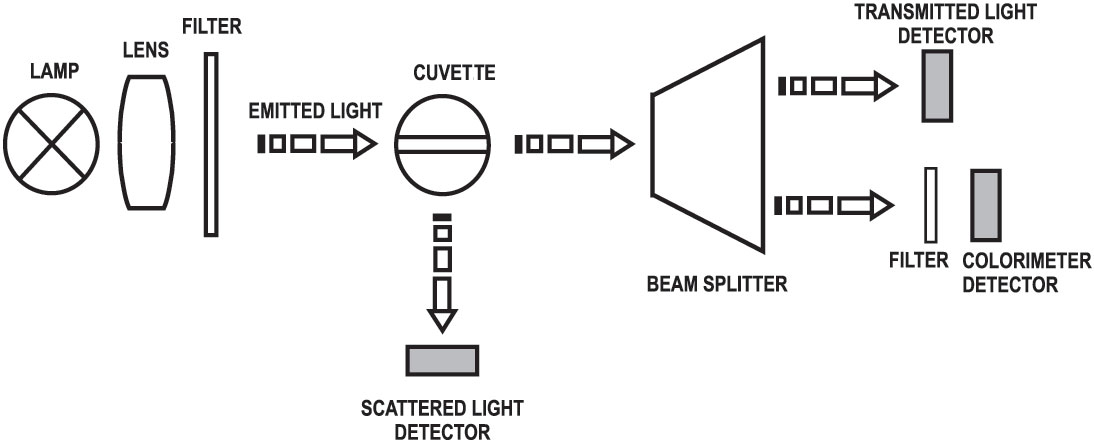 TRANSMITTED LIGHT
DETECTOR
FILTER
LENS
LAMP
CUVETTE
EMITTED LIGHT
FILTER
COLORIMETER
DETECTOR
BEAM SPLITTER
SCATTERED LIGHT
DETECTOR